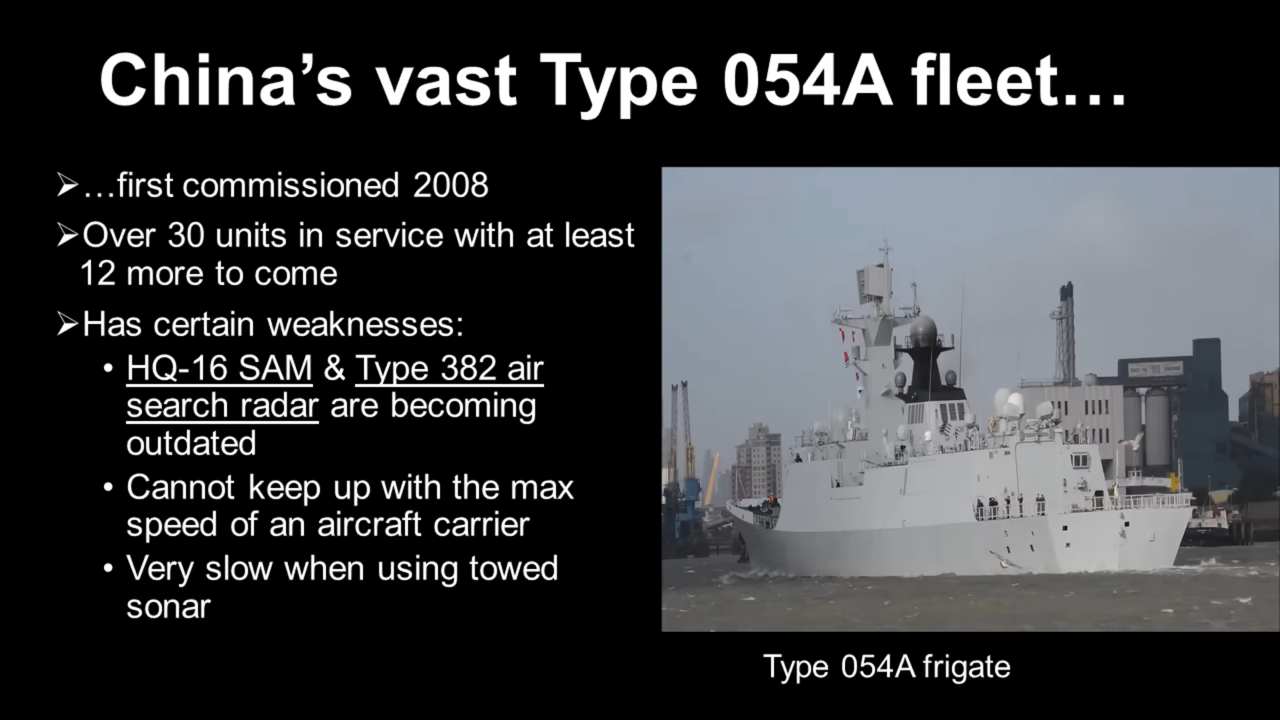 China’s vast Type 054A fleet…
➢…first commissioned 2008
➢Over 30 units in service with at least
12 more to come
➢Has certain weaknesses:
• HQ-16 SAM & Type 382 air
search radar are becoming
outdated
• Cannot keep up with the max
speed of an aircraft carrier
• Very slow when using towed
sonar
Type 054A frigate